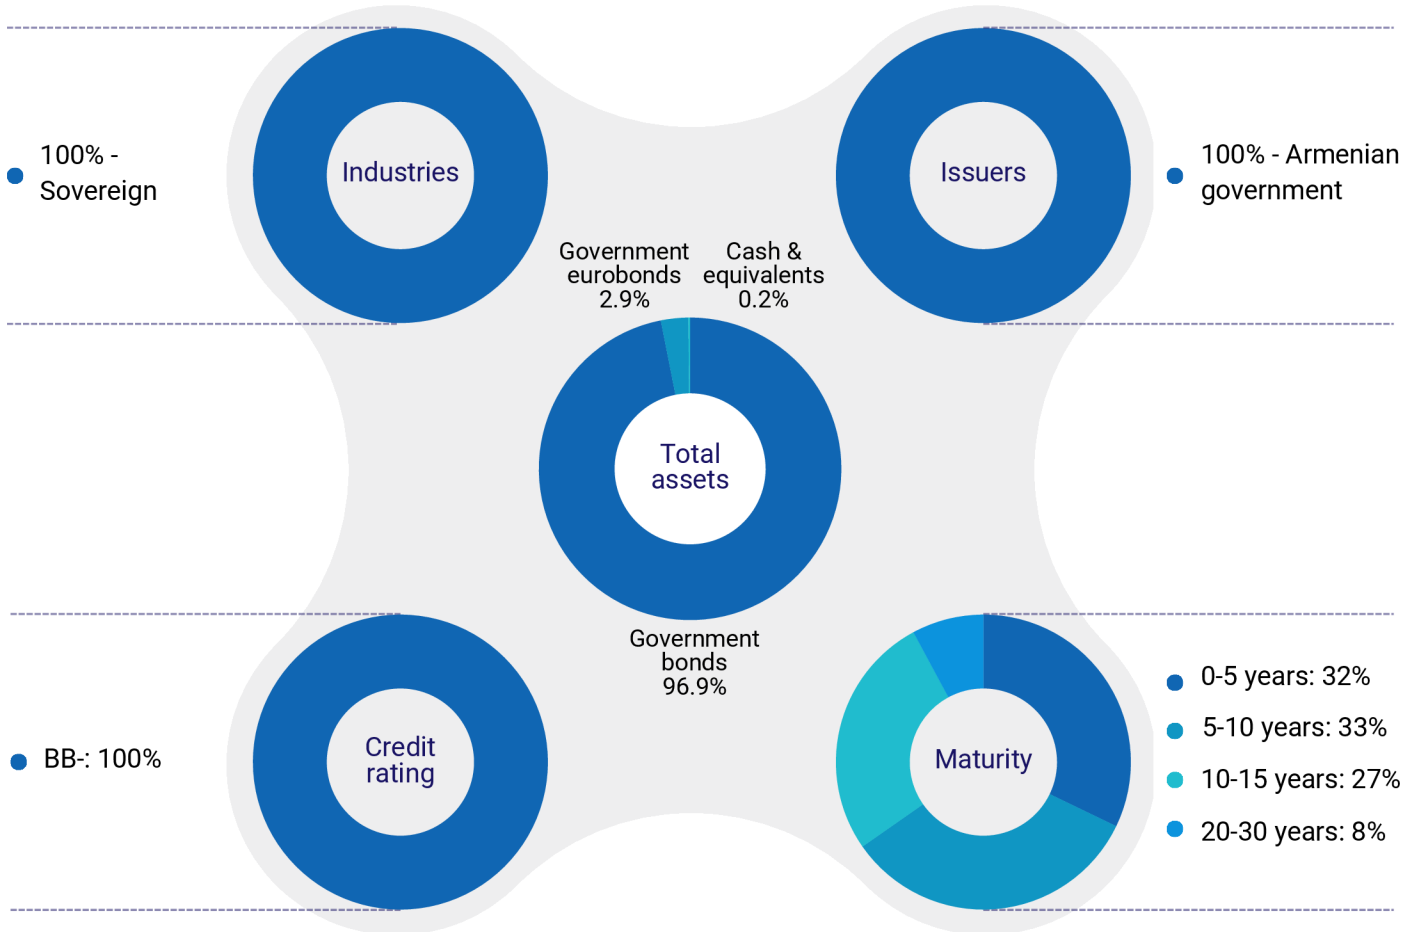 Industries
100% -
Sovereign
Issuers
100% - Armenian
government
Government
eurobonds
2.9%
Cash &
equivalents
0.2%
Total
assets
Government
bonds
96.9%
Credit
rating
BB-: 100%
Maturity
0-5 years: 32%
5-10 years: 33%
10-15 years: 27%
20-30 years: 8%